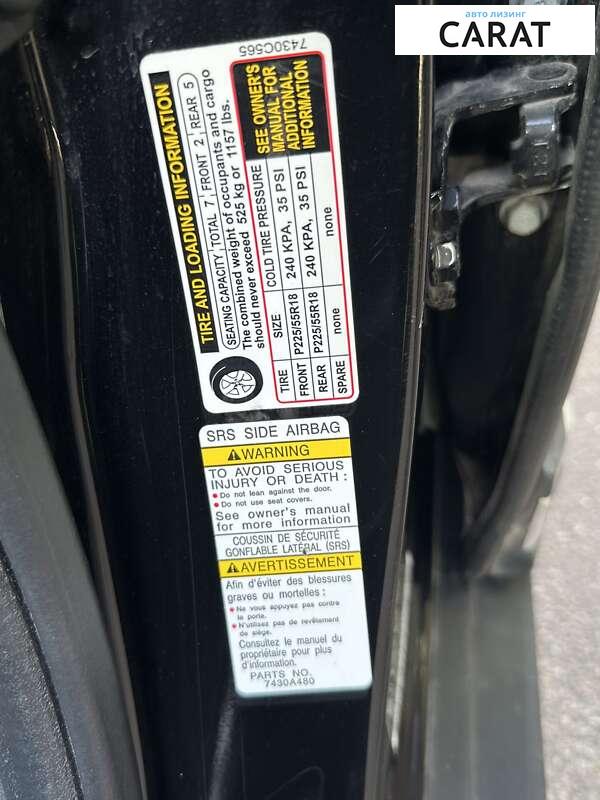 авто лизинг
CARAT
7430C565
TIRE AND LOADING INFORMATION
SEATING CAPACITY TOTAL 7 FRONT 2 REAR 5
The combined weight of occupants and cargo
should never exceed 525 kg or 1157 lbs.
TIRE SIZE COLD TIRE PRESSURE
FRONT P225/55R18 240 KPA, 35 PSI
REAR P225/55R18 240 KPA, 35 PSI
SPARE none none
SEE OWNER'S
MANUAL FOR
ADDITIONAL
INFORMATION
SRS SIDE AIRBAG
WARNING
TO AVOID SERIOUS
INJURY OR DEATH :
• Do not lean against the door.
• Do not use seat covers.
See owner's manual
for more information
COUSSIN DE SÉCURITÉ
GONFLABLE LATÉRAL (SRS)
AVERTISSEMENT
Afin d'éviter des blessures
graves ou mortelles :
• Ne vous appuyez pas contre
la porte.
• N'utilisez pas de revêtement
de siège.
Consultez le manuel du
propriétaire pour plus
d'information.
PARTS NO.
7430A480
121